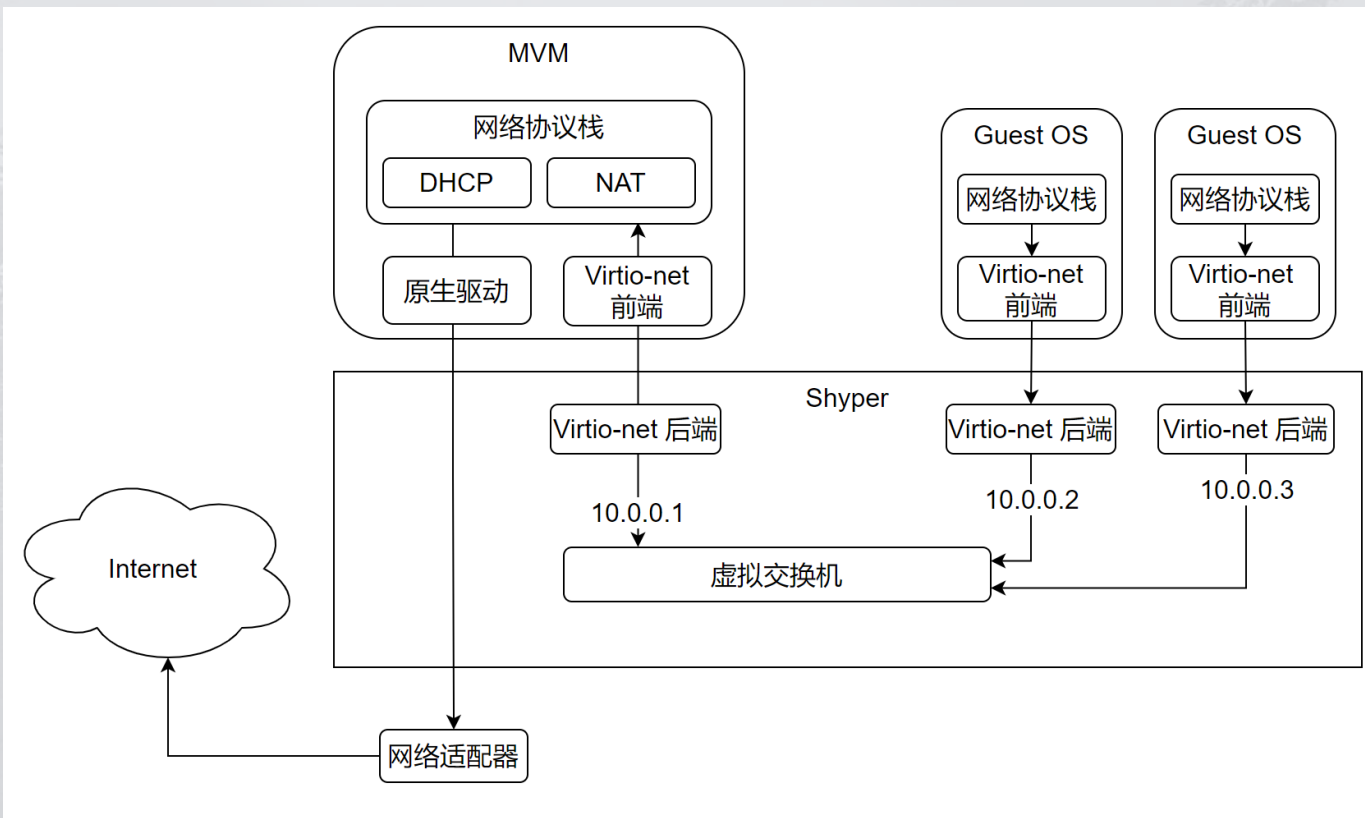 MVM
网络协议栈
DHCP
NAT
原生驱动
Virtio-net
前端
Guest OS
网络协议栈
Virtio-net
前端
Guest OS
网络协议栈
Virtio-net
前端
Shyper
Virtio-net 后端
Virtio-net 后端
Virtio-net 后端
10.0.0.1
10.0.0.2
10.0.0.3
虚拟交换机
Internet
网络适配器